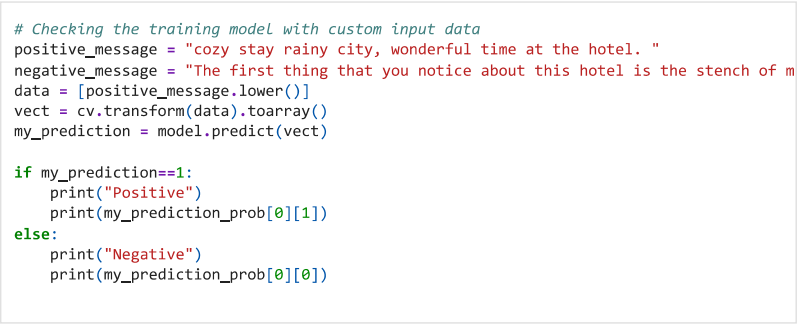 # Checking the training model with custom input data
positive_message = "cozy stay rainy city, wonderful time at the hotel. "
negative_message = "The first thing that you notice about this hotel is the stench of m
data = [positive_message.lower()]
vect = cv.transform(data).toarray()
my_prediction = model.predict(vect)
if my_prediction==1:
    print("Positive")
    print(my_prediction_prob[0][1])
else:
    print("Negative")
    print(my_prediction_prob[0][0])